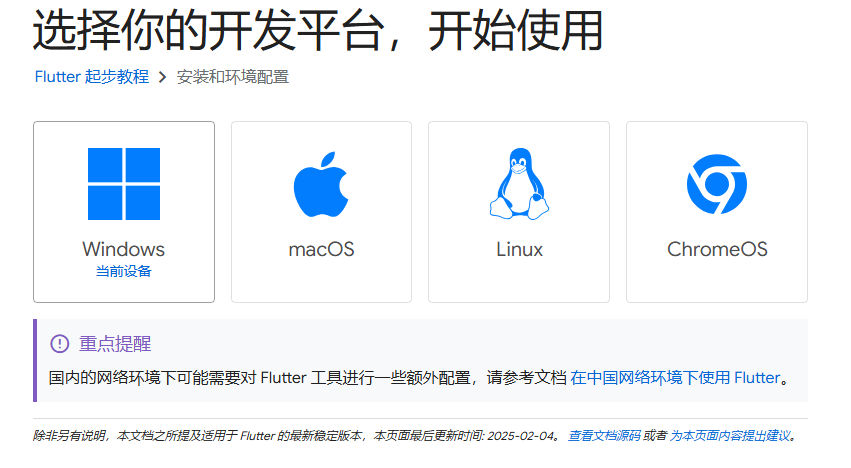 选择你的开发平台，开始使用
Flutter 起步教程 > 安装和环境配置
Windows
当前设备
macOS
Linux
ChromeOS
重点提醒
国内的网络环境下可能需要对 Flutter 工具进行一些额外配置，请参考文档 在中国网络环境下使用 Flutter。
除非另有说明，本文档之所提及适用于 Flutter 的最新稳定版本，本页面最后更新时间: 2025-02-04。 查看文档源码 或者 为本页面内容提出建议。